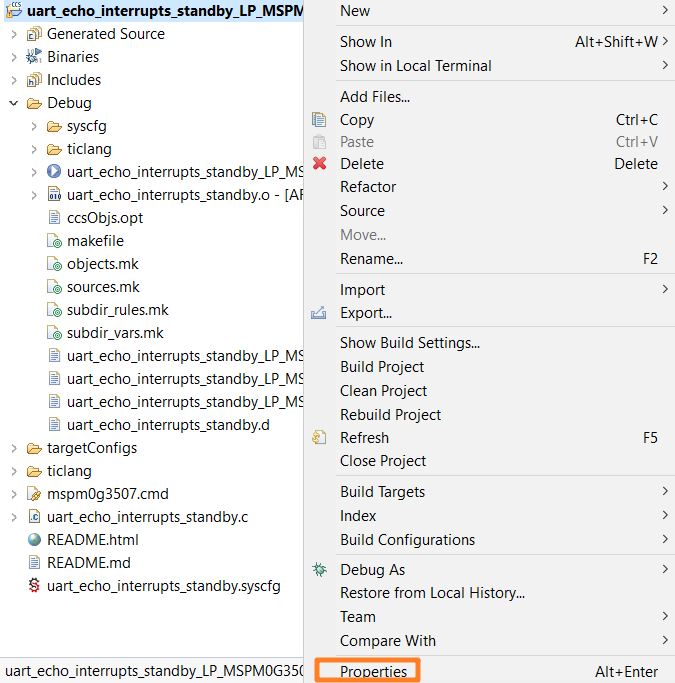 uart_echo_interrupts_standby_LP_MSPM
Generated Source
Binaries
Includes
Debug
syscfg
ticlang
uart_echo_interrupts_standby_LP_MS
uart_echo_interrupts_standby.o - [AF
ccsObjs.opt
makefile
objects.mk
sources.mk
subdir_rules.mk
subdir_vars.mk
uart_echo_interrupts_standby_LP_MS
uart_echo_interrupts_standby_LP_MS
uart_echo_interrupts_standby_LP_MS
uart_echo_interrupts_standby.d
targetConfigs
ticlang
mspm0g3507.cmd
uart_echo_interrupts_standby.c
README.html
README.md
uart_echo_interrupts_standby.syscfg
uart_echo_interrupts_standby_LP_MSPM0G350
New
Show In Alt+Shift+W
Show in Local Terminal
Add Files...
Copy Ctrl+C
Paste Ctrl+V
Delete Delete
Refactor
Source
Move...
Rename... F2
Import
Export...
Show Build Settings...
Build Project
Clean Project
Rebuild Project
Refresh F5
Close Project
Build Targets
Index
Build Configurations
Debug As
Restore from Local History...
Team
Compare With
Properties Alt+Enter